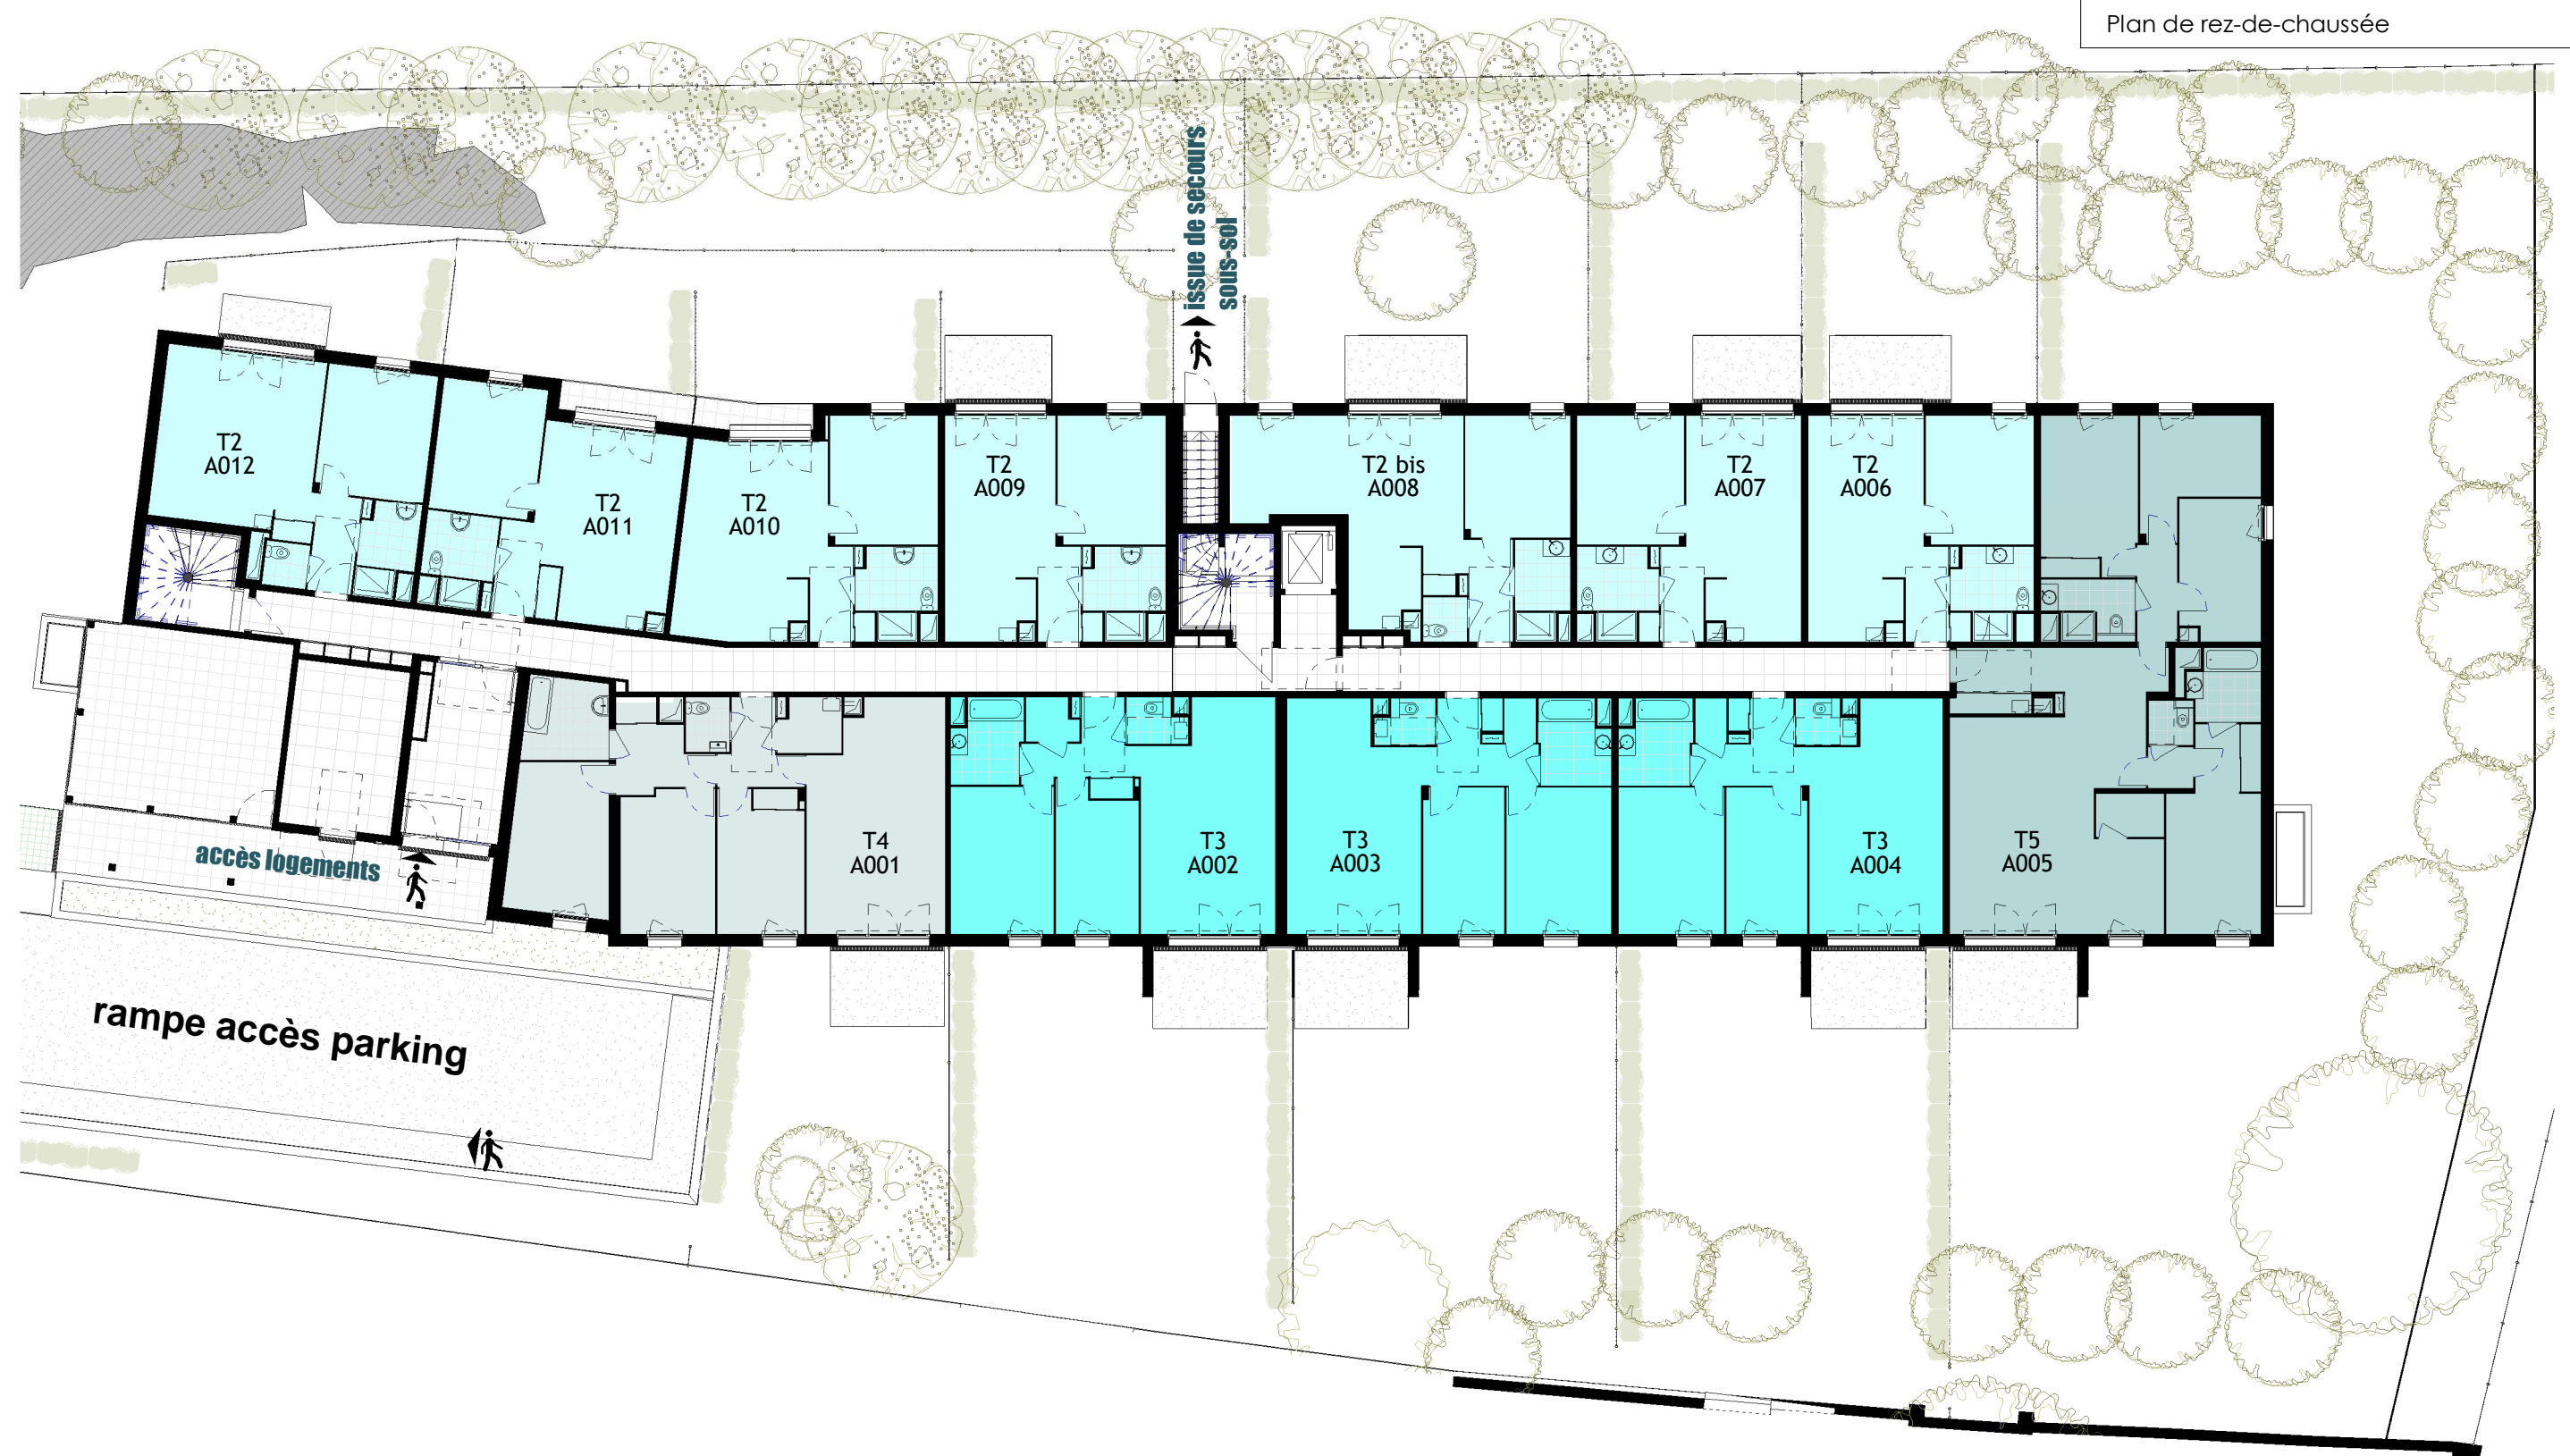 Plan de rez-de-chaussée
issue de secours
sous-sol
T2
A012
T2
A011
T2
A010
T2
A009
T2 bis
A008
T2
A007
T2
A006
T4
A001
T3
A002
T3
A003
T3
A004
T5
A005
accès logements
rampe accès parking